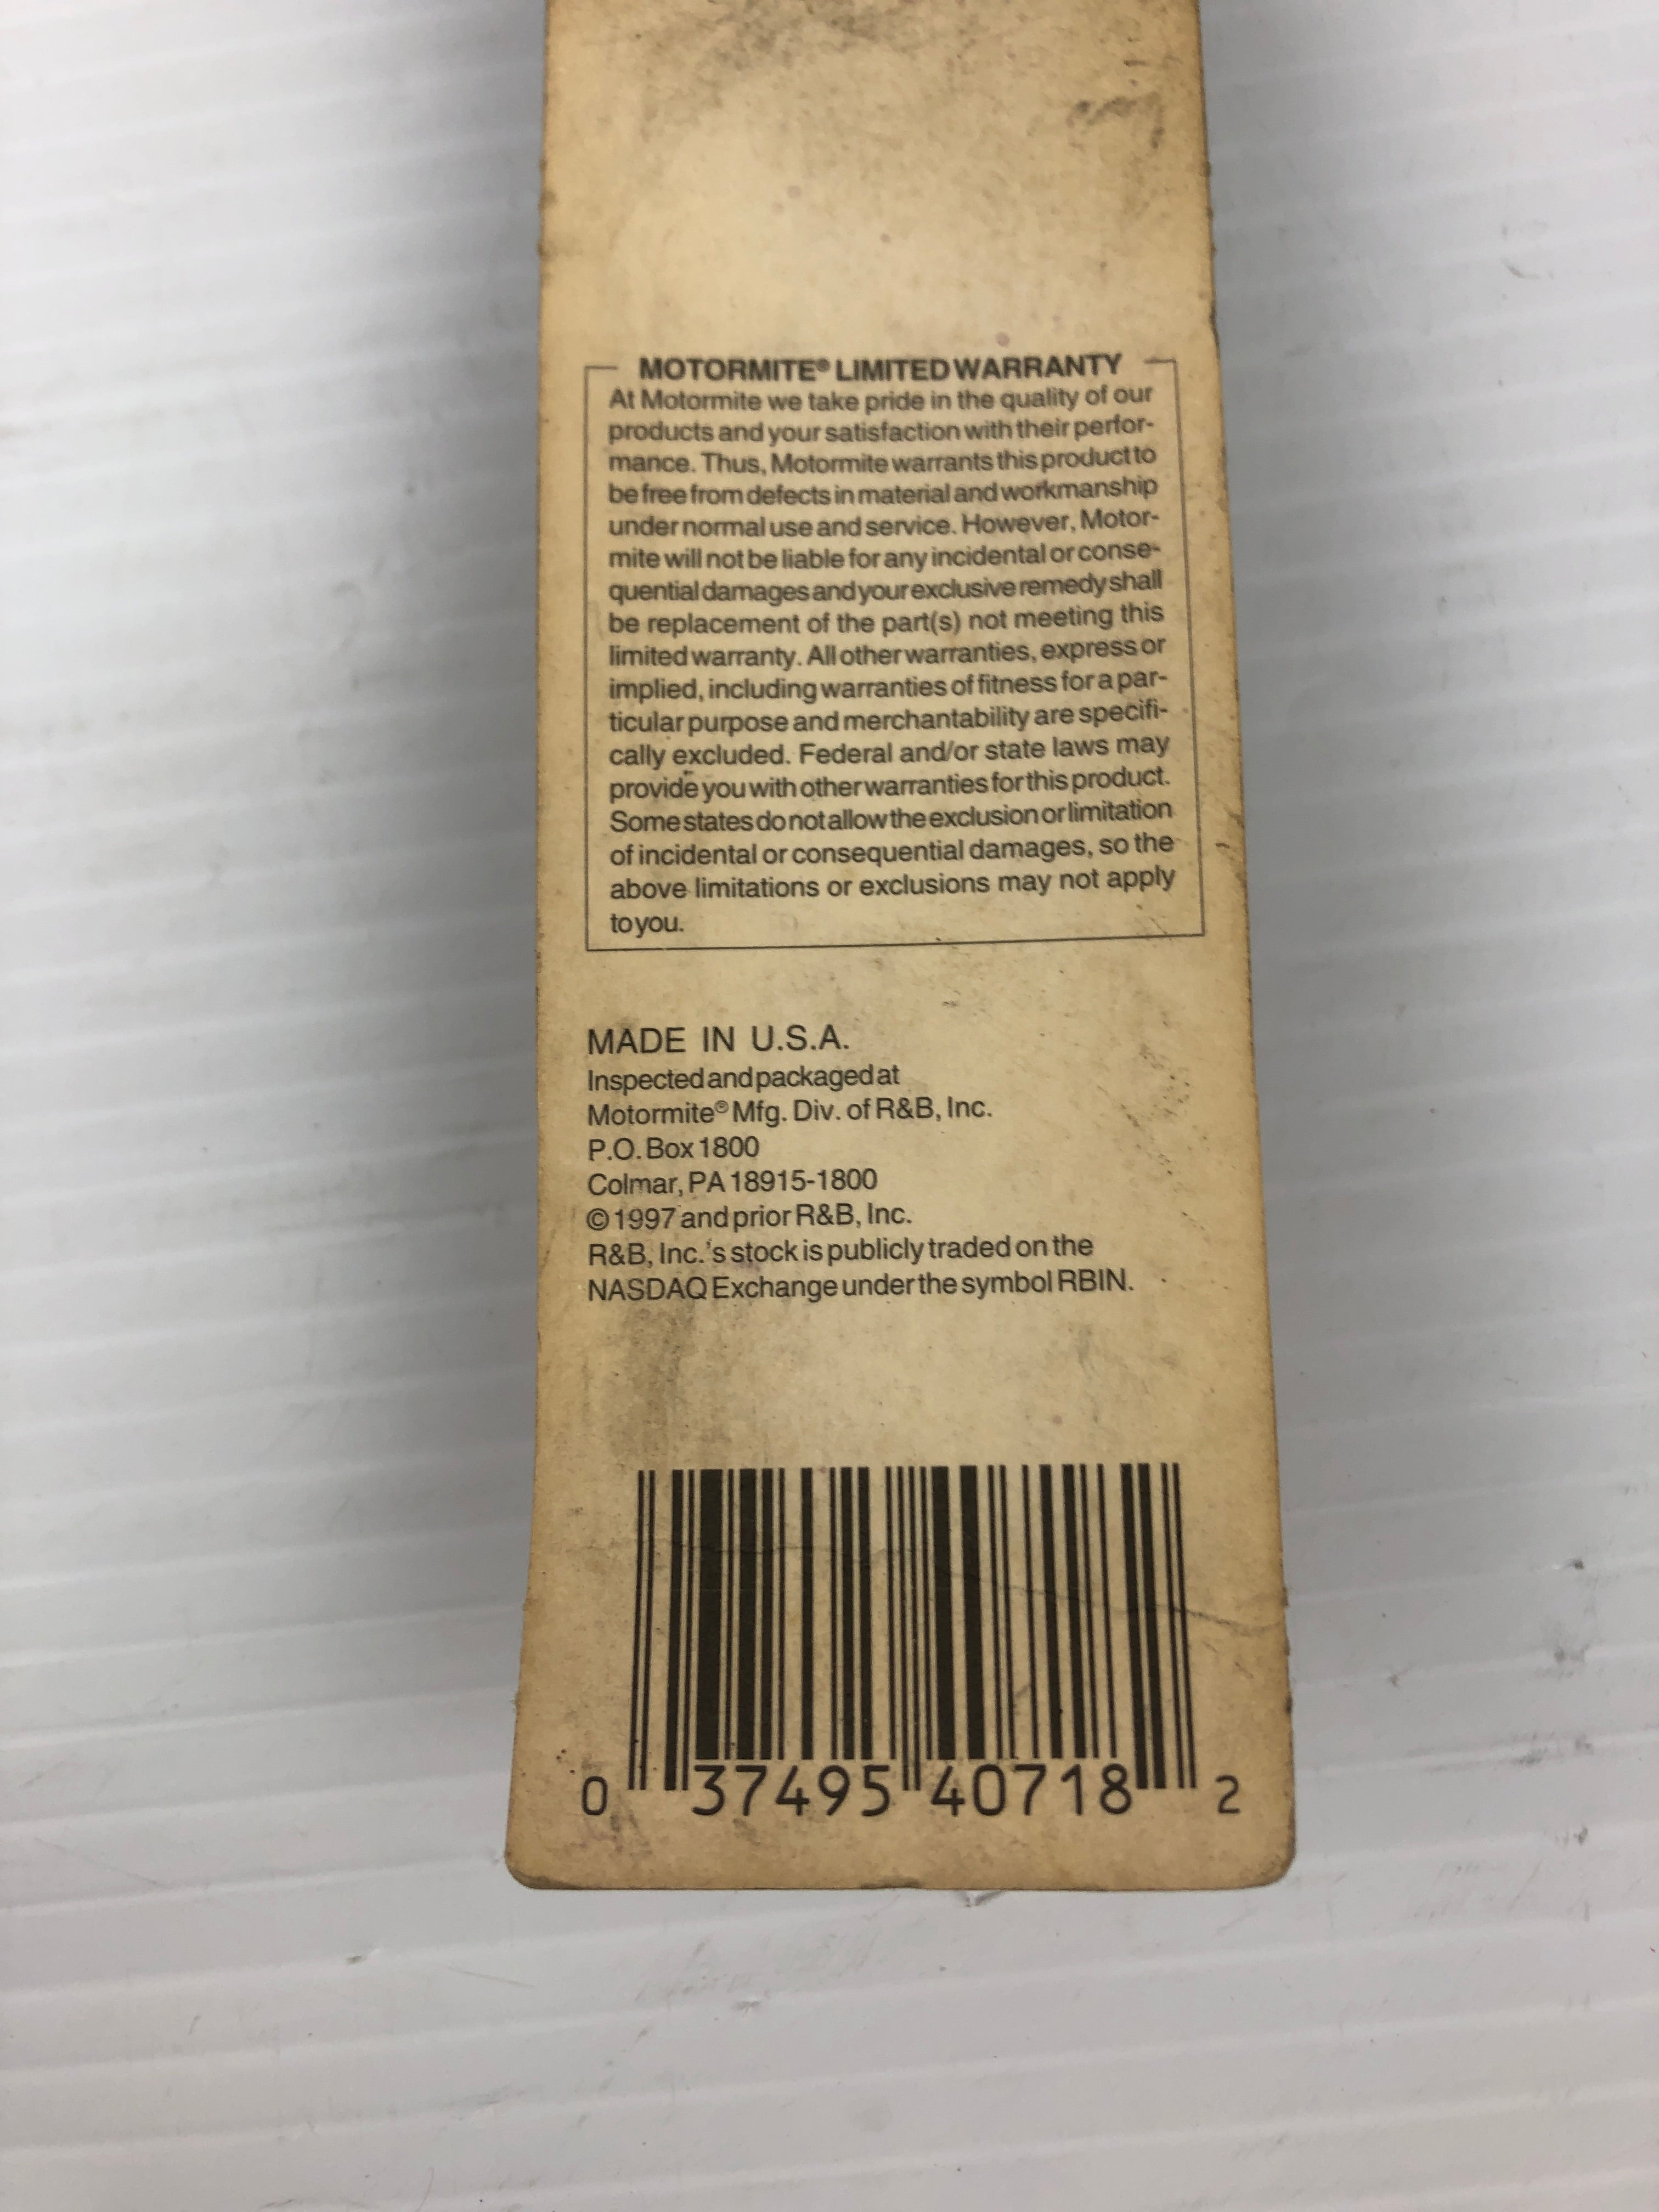 MOTORMITE® LIMITED WARRANTY
At Motormite we take pride in the quality of our
products and your satisfaction with their perfor-
mance. Thus, Motormite warrants this product to
be free from defects in material and workmanship
under normal use and service. However, Motor-
mite will not be liable for any incidental or conse-
quential damages and your exclusive remedy shall
be replacement of the part(s) not meeting this
limited warranty. All other warranties, express or
implied, including warranties of fitness for a par-
ticular purpose and merchantability are specifi-
cally excluded. Federal and/or state laws may
provide you with other warranties for this product.
Some states do not allow the exclusion or limitation
of incidental or consequential damages, so the
above limitations or exclusions may not apply
to you.
MADE IN U.S.A.
Inspected and packaged at
Motormite® Mfg. Div. of R&B, Inc.
P.O. Box 1800
Colmar, PA 18915-1800
© 1997 and prior R&B, Inc.
R&B, Inc.'s stock is publicly traded on the
NASDAQ Exchange under the symbol RBIN.
0 37495 40718 2